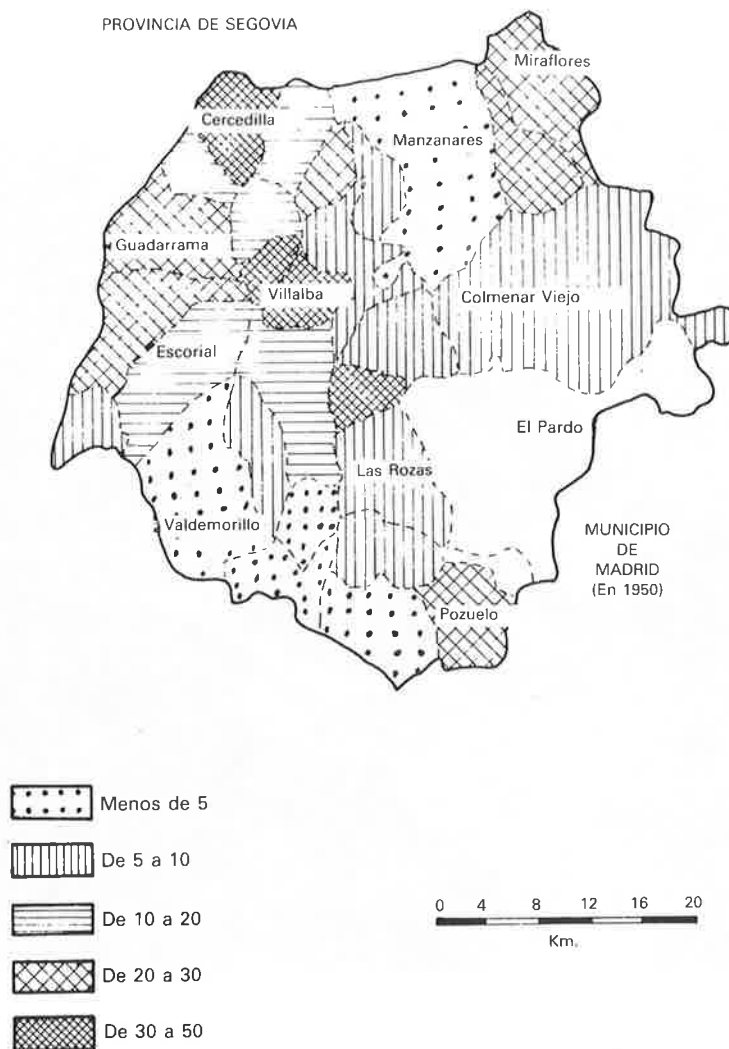 PROVINCIA DE SEGOVIA
Miraflores
Cercedilla
Manzanares
Guadarrama
Villalba
Colmenar Viejo
Escorial
El Pardo
Las Rozas
Valdemorillo
MUNICIPIO
DE
MADRID
(En 1950)
Pozuelo
Menos de 5
De 5 a 10
De 10 a 20
De 20 a 30
De 30 a 50
0 4 8 12 16 20
Km.